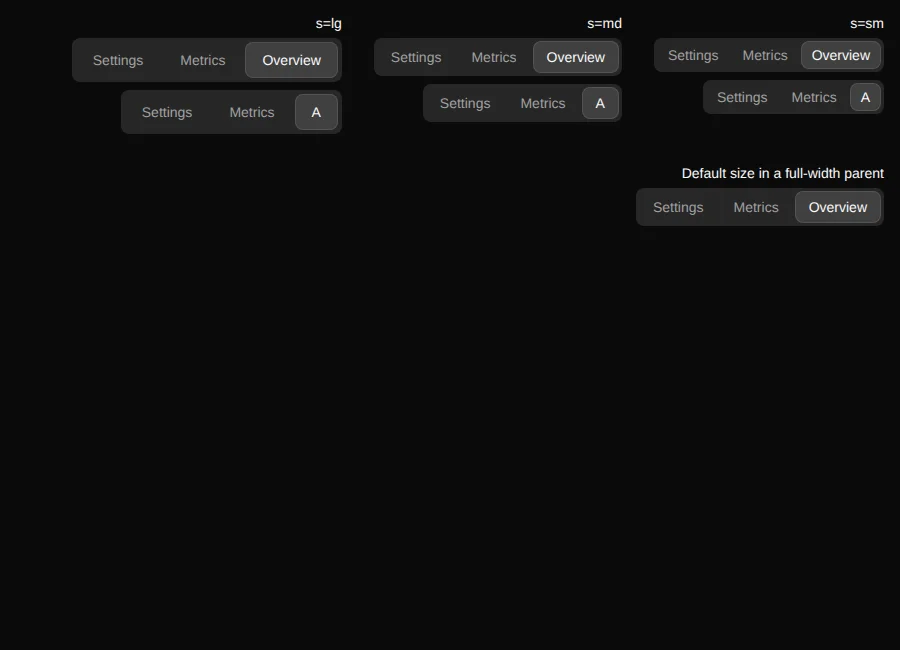 s=lg
Settings Metrics Overview
Settings Metrics A
s=md
Settings Metrics Overview
Settings Metrics A
s=sm
Settings Metrics Overview
Settings Metrics A
Default size in a full-width parent
Settings Metrics Overview